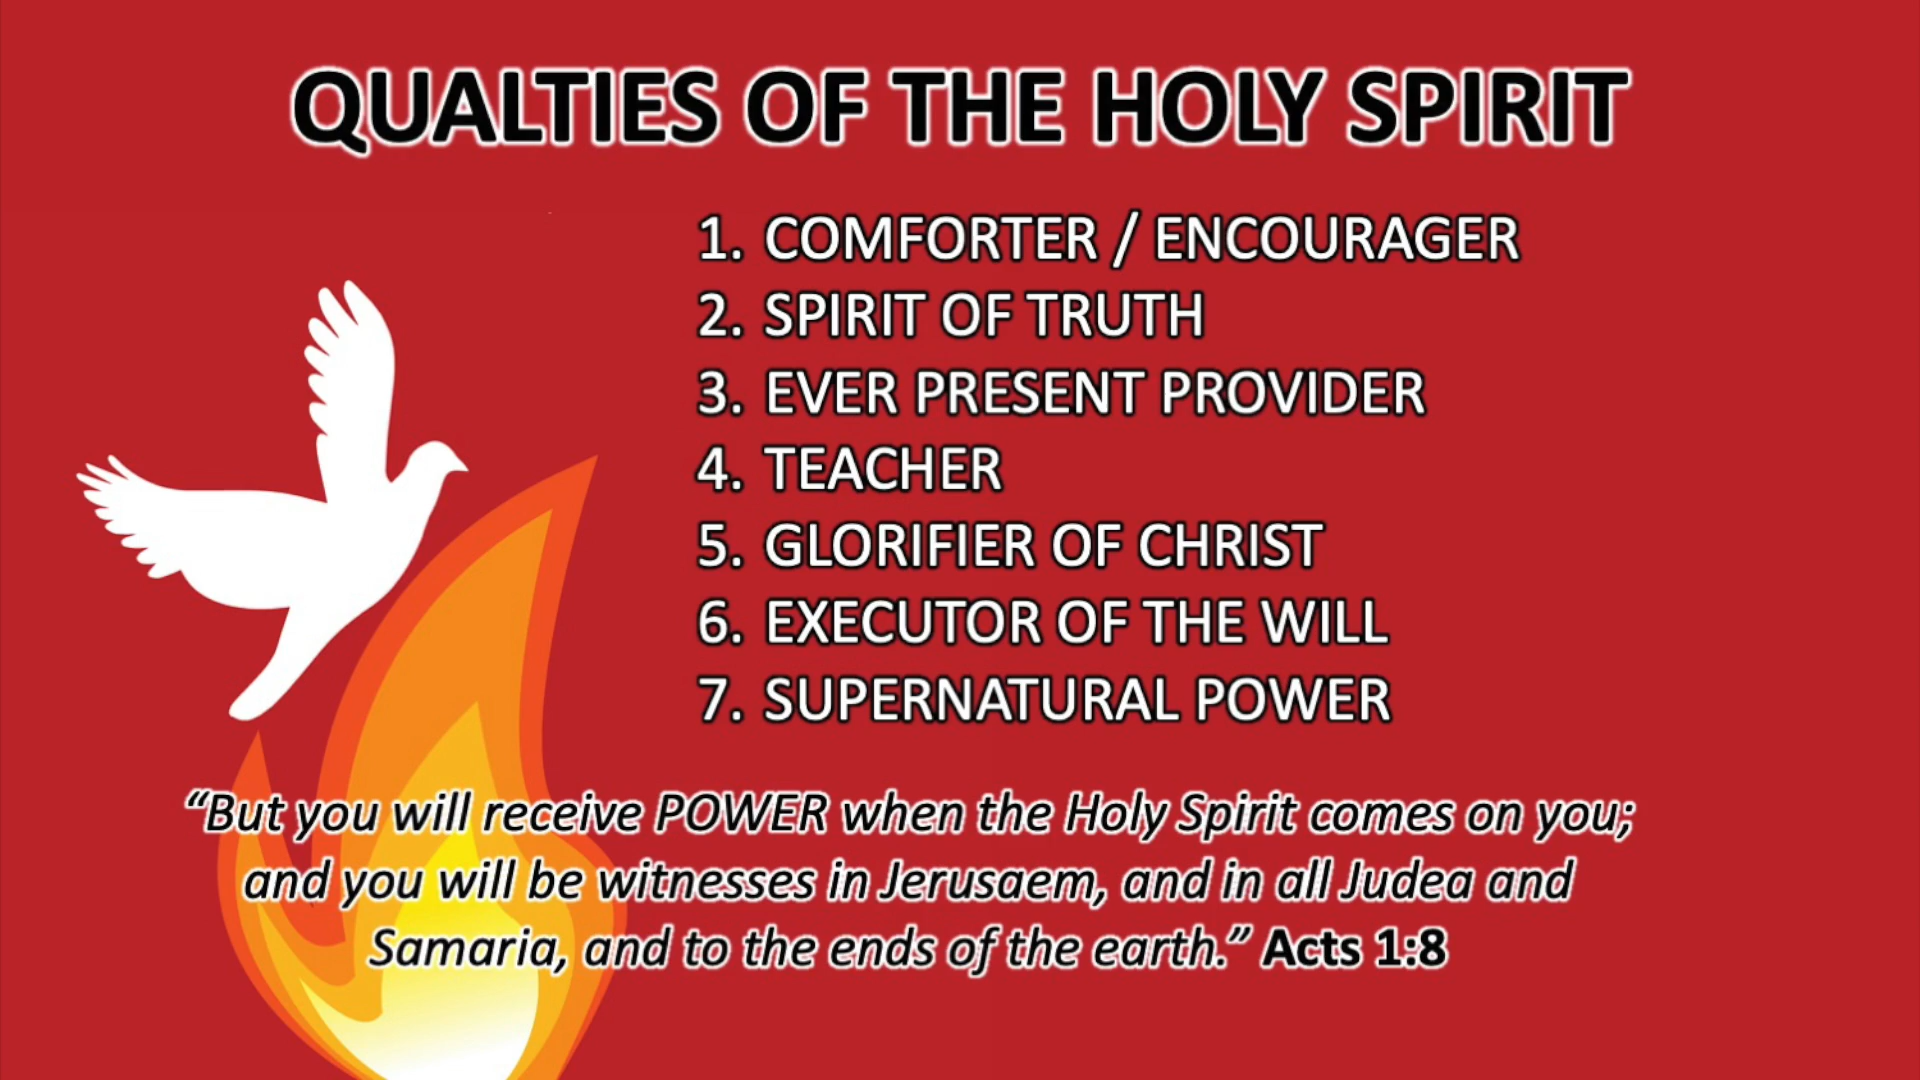 QUALTIES OF THE HOLY SPIRIT
1. COMFORTER / ENCOURAGER
2. SPIRIT OF TRUTH
3. EVER PRESENT PROVIDER
4. TEACHER
5. GLORIFIER OF CHRIST
6. EXECUTOR OF THE WILL
7. SUPERNATURAL POWER
“But you will receive POWER when the Holy Spirit comes on you;
and you will be witnesses in Jerusaem, and in all Judea and
Samaria, and to the ends of the earth.” Acts 1:8